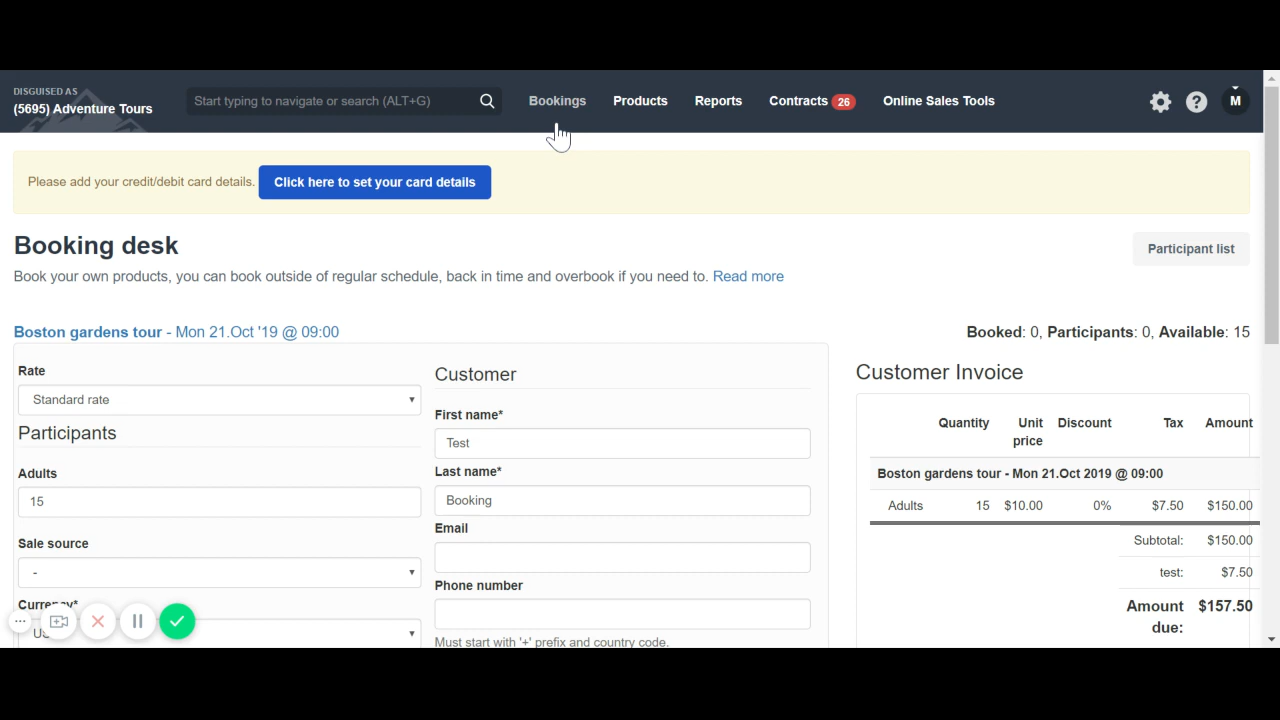 DISGUISED AS
(5695) Adventure Tours
Start typing to navigate or search (ALT+G)
Bookings
Products
Reports
Contracts 26
Online Sales Tools
?
M
Please add your credit/debit card details.
Click here to set your card details
Booking desk
Participant list
Book your own products, you can book outside of regular schedule, back in time and overbook if you need to. Read more
Boston gardens tour - Mon 21.Oct '19 @ 09:00
Booked: 0, Participants: 0, Available: 15
Rate
Standard rate
Participants
Adults
15
Sale source
-
Currency*
US
Customer
First name*
Test
Last name*
Booking
Email
Phone number
Must start with '+' prefix and country code.
Customer Invoice
Quantity Unit price Discount Tax Amount
Boston gardens tour - Mon 21.Oct 2019 @ 09:00
Adults 15 $10.00 0% $7.50 $150.00
Subtotal: $150.00
test: $7.50
Amount due: $157.50